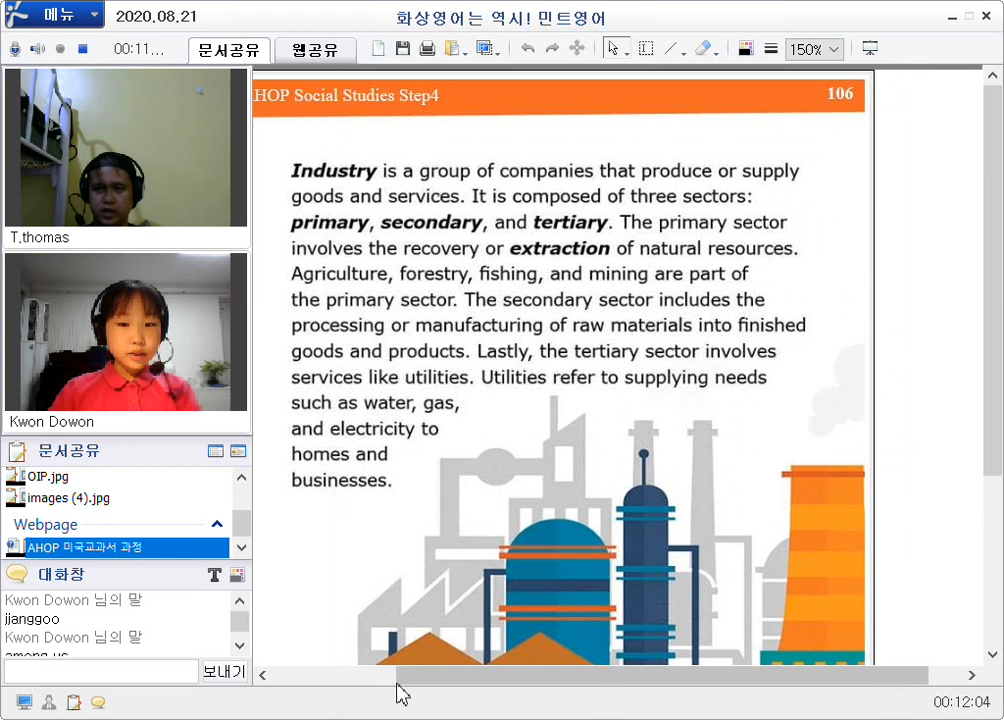 메뉴
2020.08.21
화상영어는 역시! 민트영어
00:11...
문서공유
웹공유
150%
T.thomas
Kwon Dowon
문서공유
OIP.jpg
images (4).jpg
Webpage
AHOP 미국교과서 과정
대화창
Kwon Dowon 님의 말
jjanggoo
Kwon Dowon 님의 말
among us
보내기
HOP Social Studies Step4
106
Industry is a group of companies that produce or supply
goods and services. It is composed of three sectors:
primary, secondary, and tertiary. The primary sector
involves the recovery or extraction of natural resources.
Agriculture, forestry, fishing, and mining are part of
the primary sector. The secondary sector includes the
processing or manufacturing of raw materials into finished
goods and products. Lastly, the tertiary sector involves
services like utilities. Utilities refer to supplying needs
such as water, gas,
and electricity to
homes and
businesses.
00:12:04